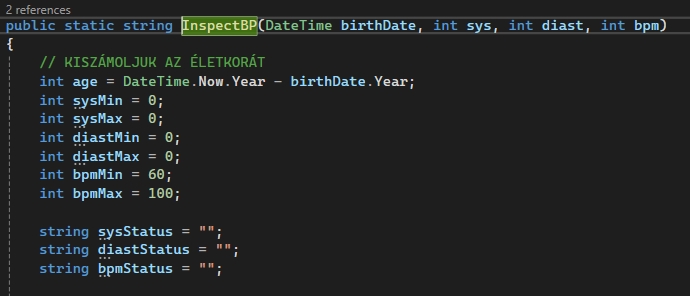 2 references
public static string InspectBP(DateTime birthDate, int sys, int diast, int bpm)
{
// KISZÁMOLJUK AZ ÉLETKORÁT
int age = DateTime.Now.Year - birthDate.Year;
int sysMin = 0;
int sysMax = 0;
int diastMin = 0;
int diastMax = 0;
int bpmMin = 60;
int bpmMax = 100;
string sysStatus = "";
string diastStatus = "";
string bpmStatus = "";